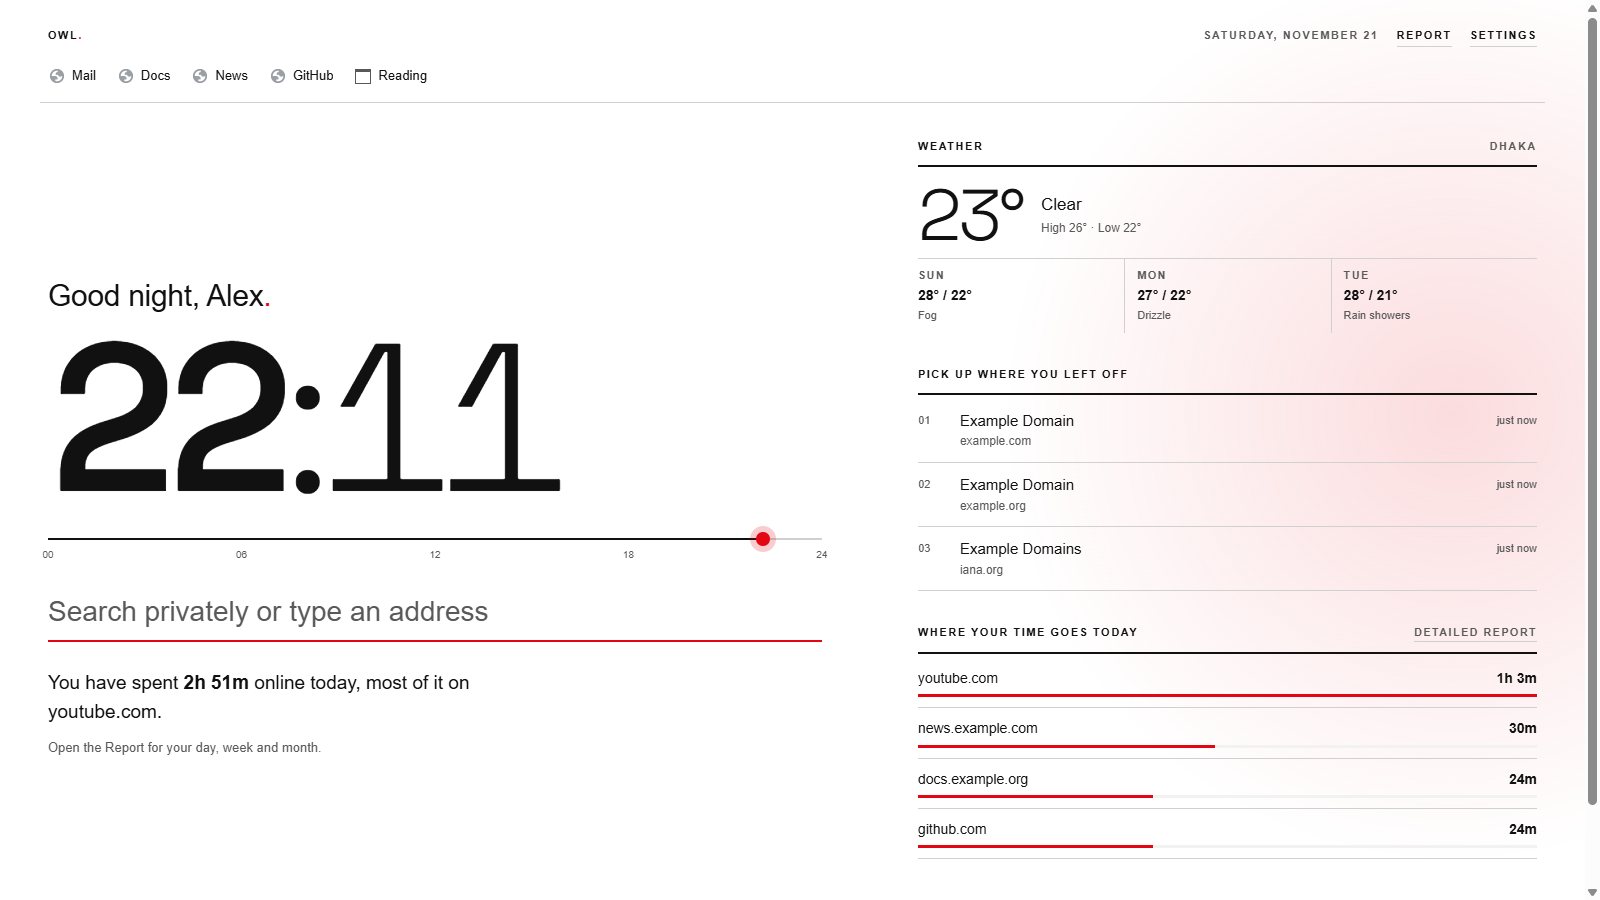 OWL.
SATURDAY, NOVEMBER 21 REPORT SETTINGS
Mail Docs News GitHub Reading
Good night, Alex.
22:11
00 06 12 18 24
Search privately or type an address
You have spent 2h 51m online today, most of it on
youtube.com.
Open the Report for your day, week and month.
WEATHER DHAKA
23°
Clear
High 26° · Low 22°
SUN
28° / 22°
Fog
MON
27° / 22°
Drizzle
TUE
28° / 21°
Rain showers
PICK UP WHERE YOU LEFT OFF
01 Example Domain just now
example.com
02 Example Domain just now
example.org
03 Example Domains just now
iana.org
WHERE YOUR TIME GOES TODAY DETAILED REPORT
youtube.com 1h 3m
news.example.com 30m
docs.example.org 24m
github.com 24m